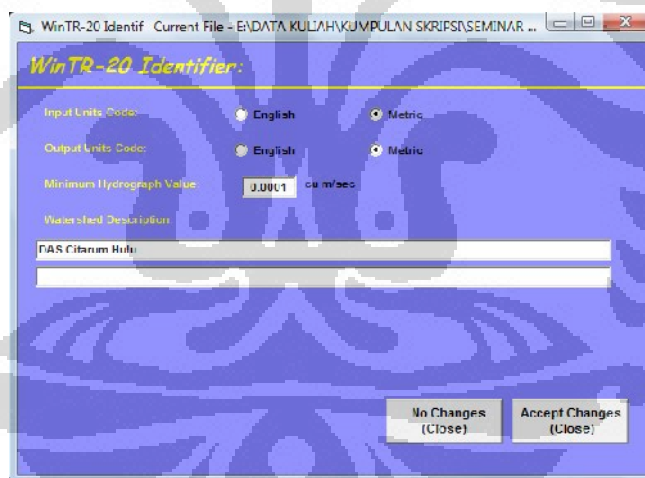 WinTR-20 Identif Current File - E:\DATA KULIAH\KUMPULAN SKRIPSI\SEMINAR ...
WinTR-20 Identifier:
Input Units Code: English Metric
Output Units Code: English Metric
Minimum Hydrograph Value: 0.0001 cu m/sec
Watershed Description
DAS Citarum Hulu
No Changes (Close)
Accept Changes (Close)